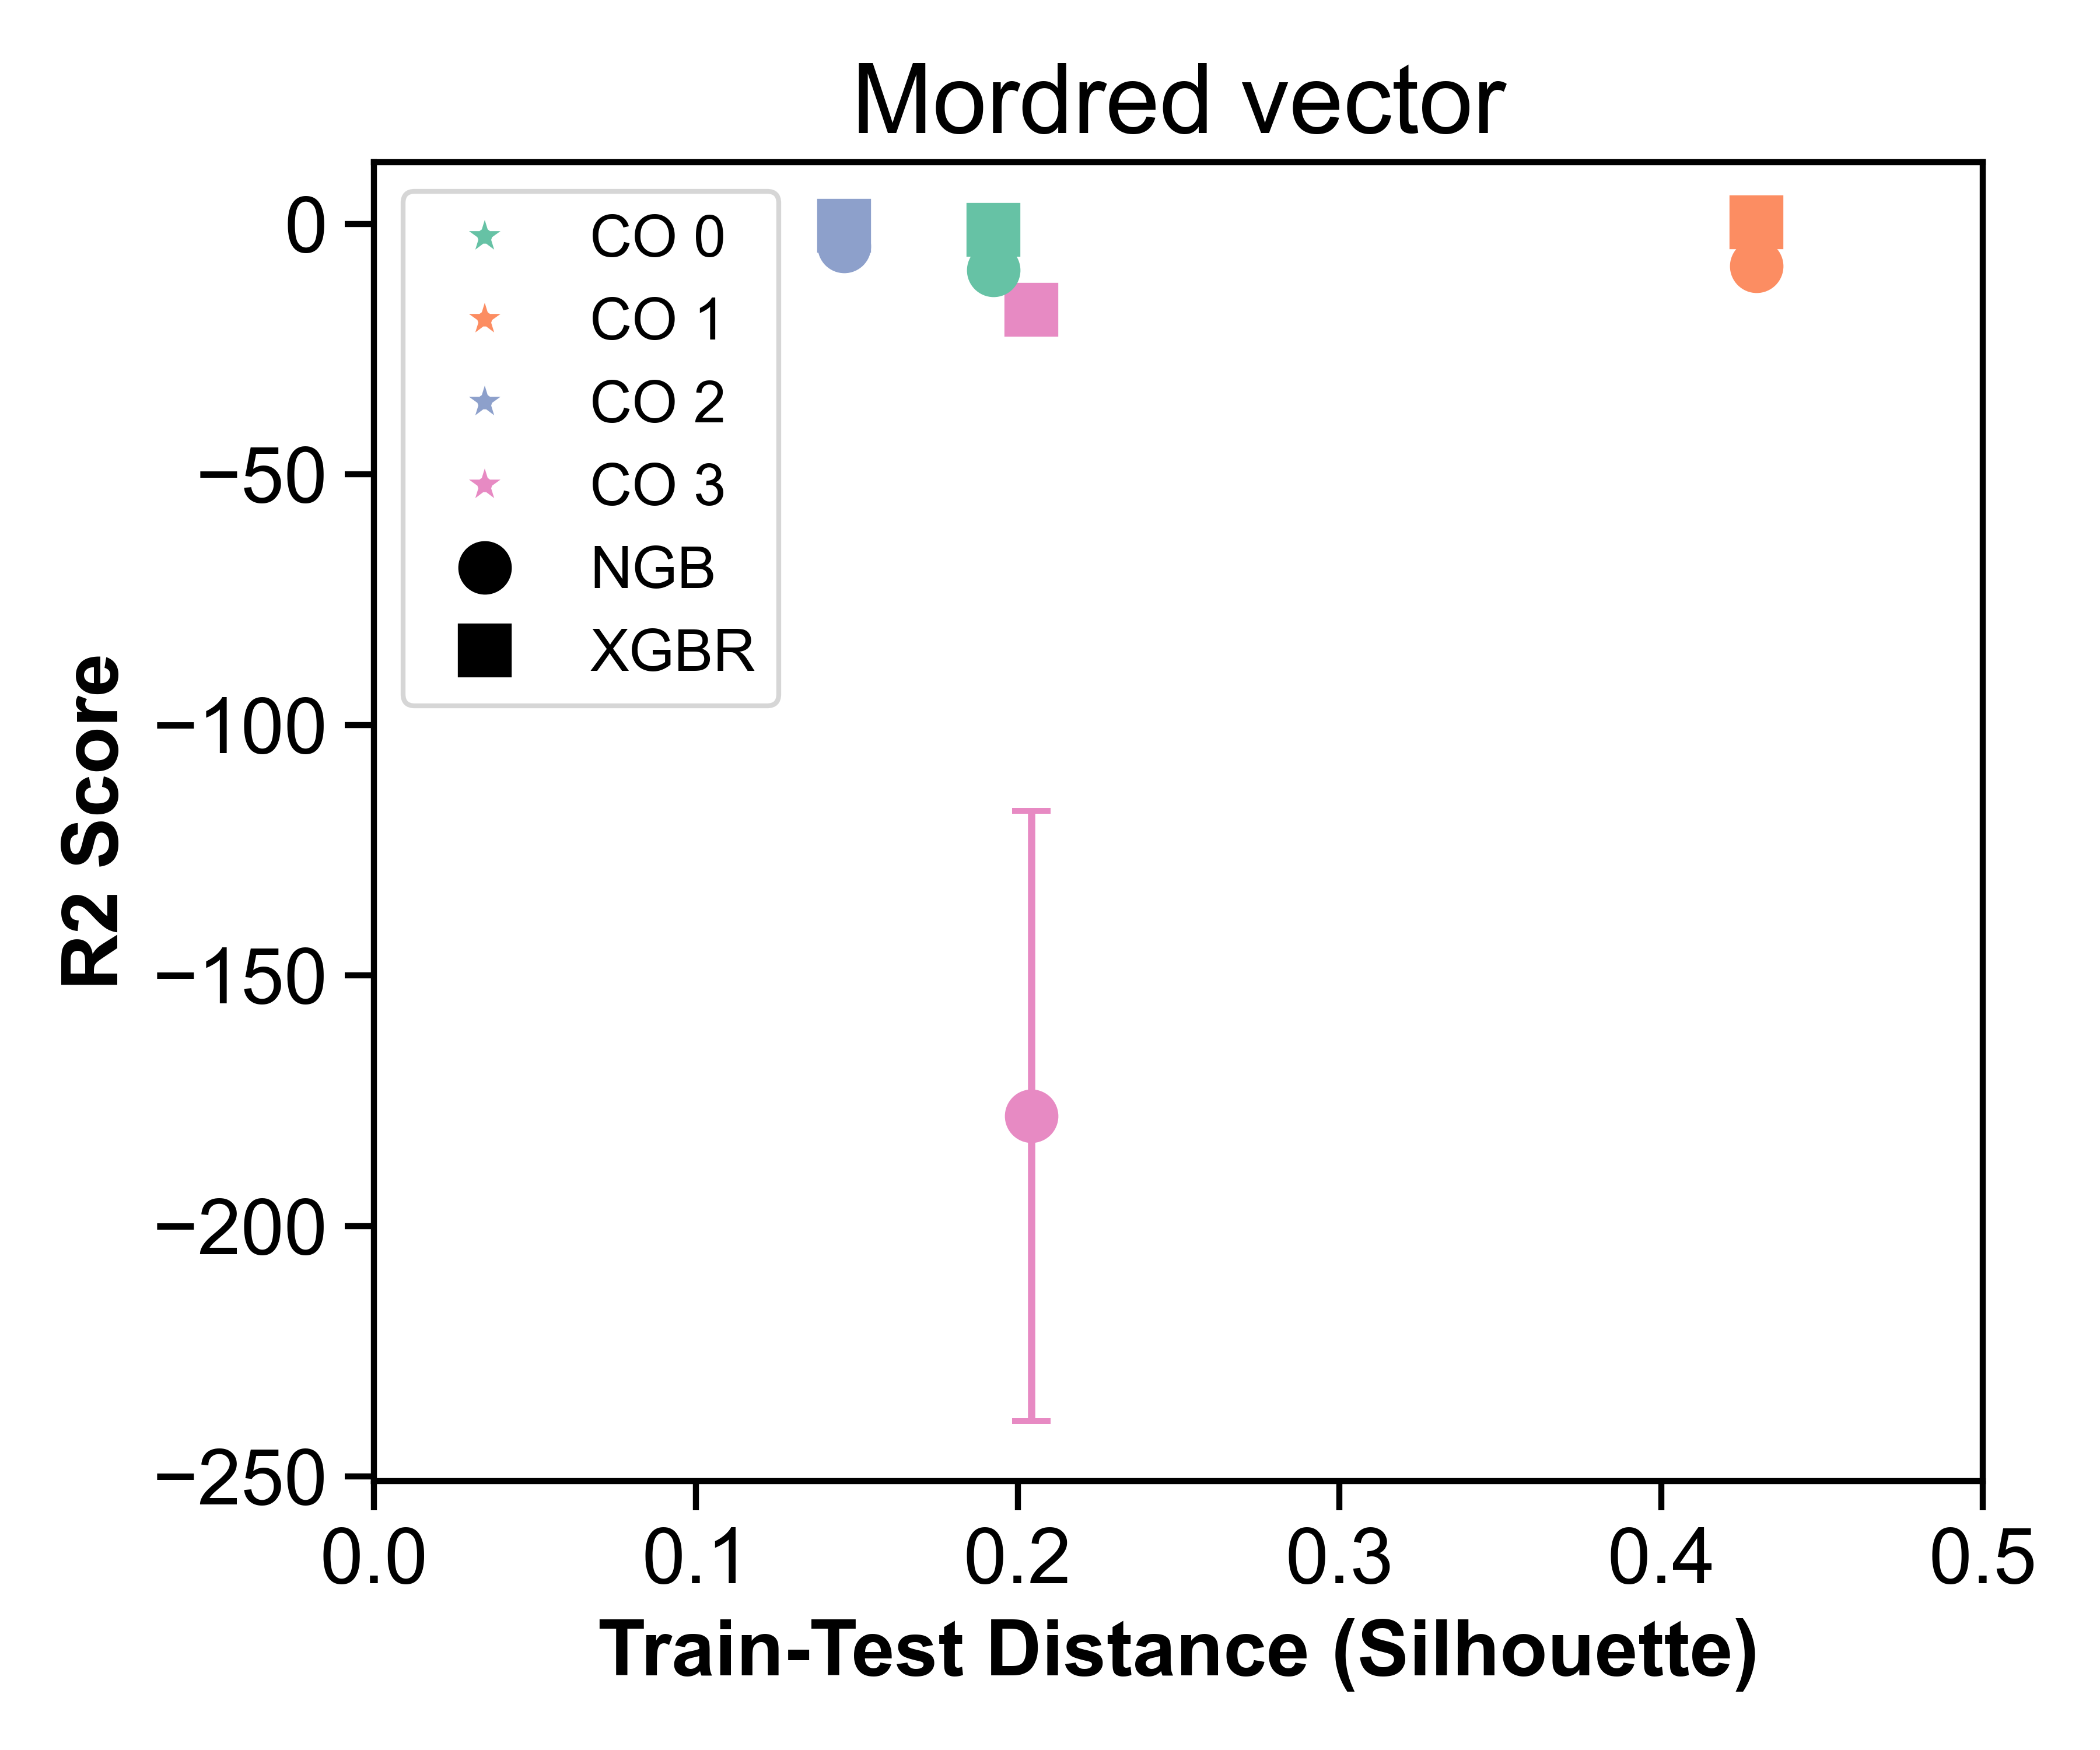 Mordred vector
CO 0
CO 1
CO 2
CO 3
NGB
XGBR
0
−50
−100
−150
−200
−250
R2 Score
0.0 0.1 0.2 0.3 0.4 0.5
Train-Test Distance (Silhouette)